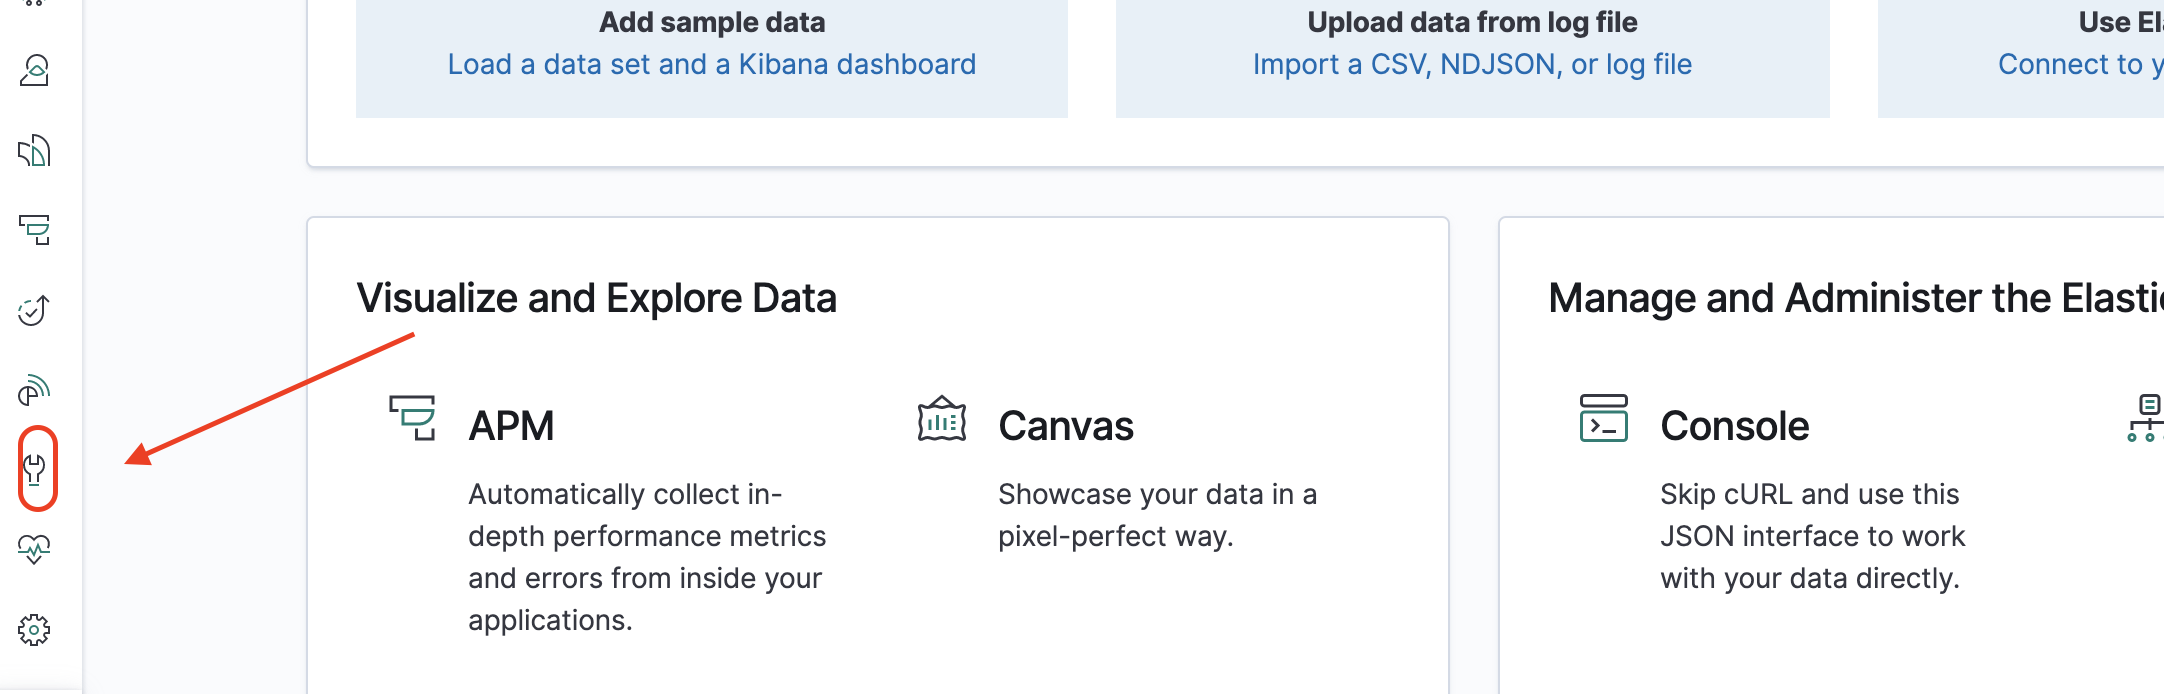 Add sample data
Load a data set and a Kibana dashboard
Upload data from log file
Import a CSV, NDJSON, or log file
Use
Connect to
Visualize and Explore Data
APM
Automatically collect in-
depth performance metrics
and errors from inside your
applications.
Canvas
Showcase your data in a
pixel-perfect way.
Manage and Administer the
Console
Skip cURL and use this
JSON interface to work
with your data directly.